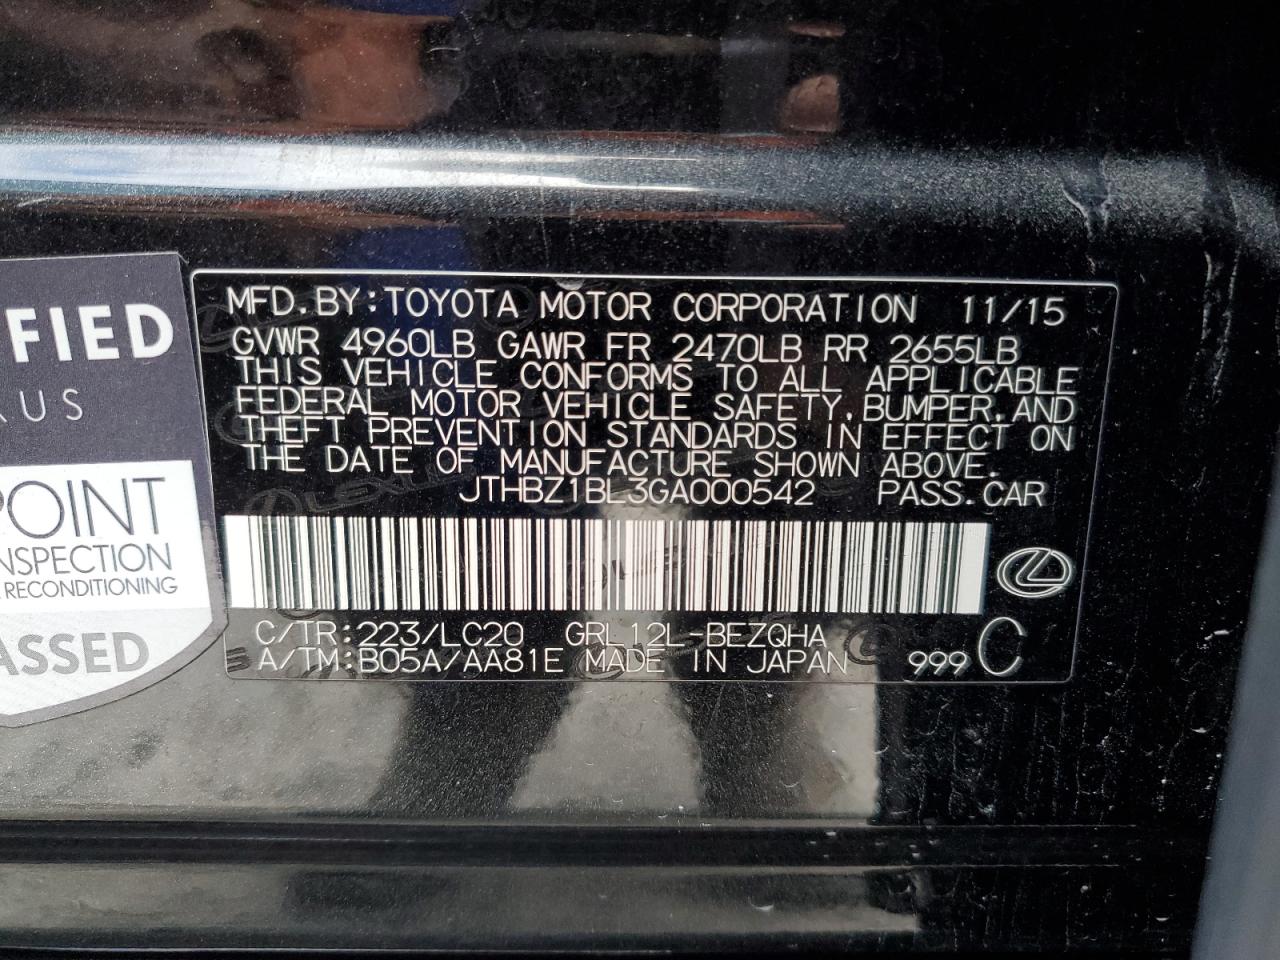 FIED
XUS
POINT
INSPECTION
RECONDITIONING
ASSED
MFD.BY:TOYOTA MOTOR CORPORATION 11/15
GVWR 4960LB GAWR FR 2470LB RR 2655LB
THIS VEHICLE CONFORMS TO ALL APPLICABLE
FEDERAL MOTOR VEHICLE SAFETY,BUMPER,AND
THEFT PREVENTION STANDARDS IN EFFECT ON
THE DATE OF MANUFACTURE SHOWN ABOVE.
JTHBZ1BL3GA000542 PASS.CAR
C/TR:223/LC20 GRL12L-BEZQHA
A/TM:B05A/AA81E MADE IN JAPAN 999 C